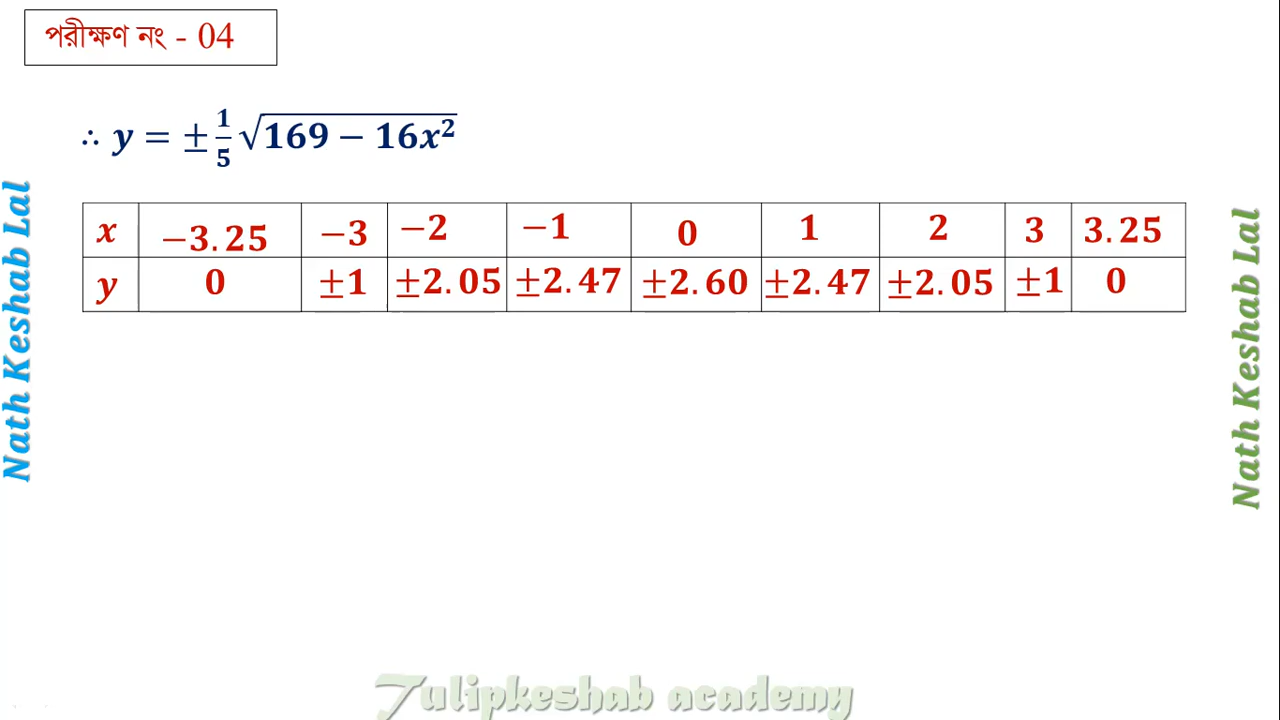 পরীক্ষণ নং - 04
∴ y = ± 1/5 √(169 − 16x²)
x −3.25 −3 −2 −1 0 1 2 3 3.25
y 0 ±1 ±2.05 ±2.47 ±2.60 ±2.47 ±2.05 ±1 0
Nath Keshab Lal
Nath Keshab Lal
Tulipkeshab academy